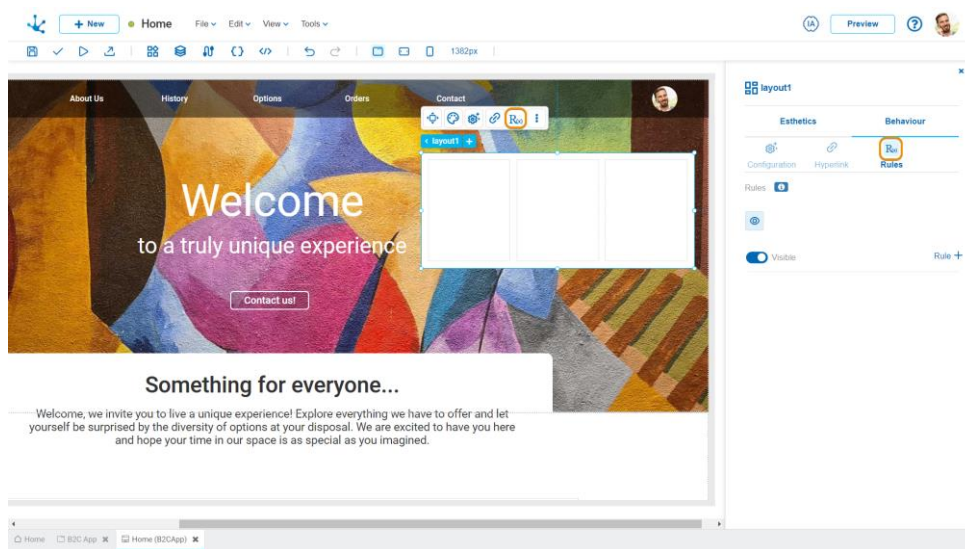 + New
Home
File
Edit
View
Tools
IA
Preview
?
1382px
About Us
History
Options
Orders
Contact
R(x)
< layout1 +
Welcome
to a truly unique experience
Contact us!
Something for everyone...
Welcome, we invite you to live a unique experience! Explore everything we have to offer and let
yourself be surprised by the diversity of options at your disposal. We are excited to have you here
and hope your time in our space is as special as you imagined.
layout1
Esthetics
Behaviour
R(x)
Configuration
Hyperlink
Rules
Rules
Visible
Rule +
Home
B2C App
Home (B2CApp)